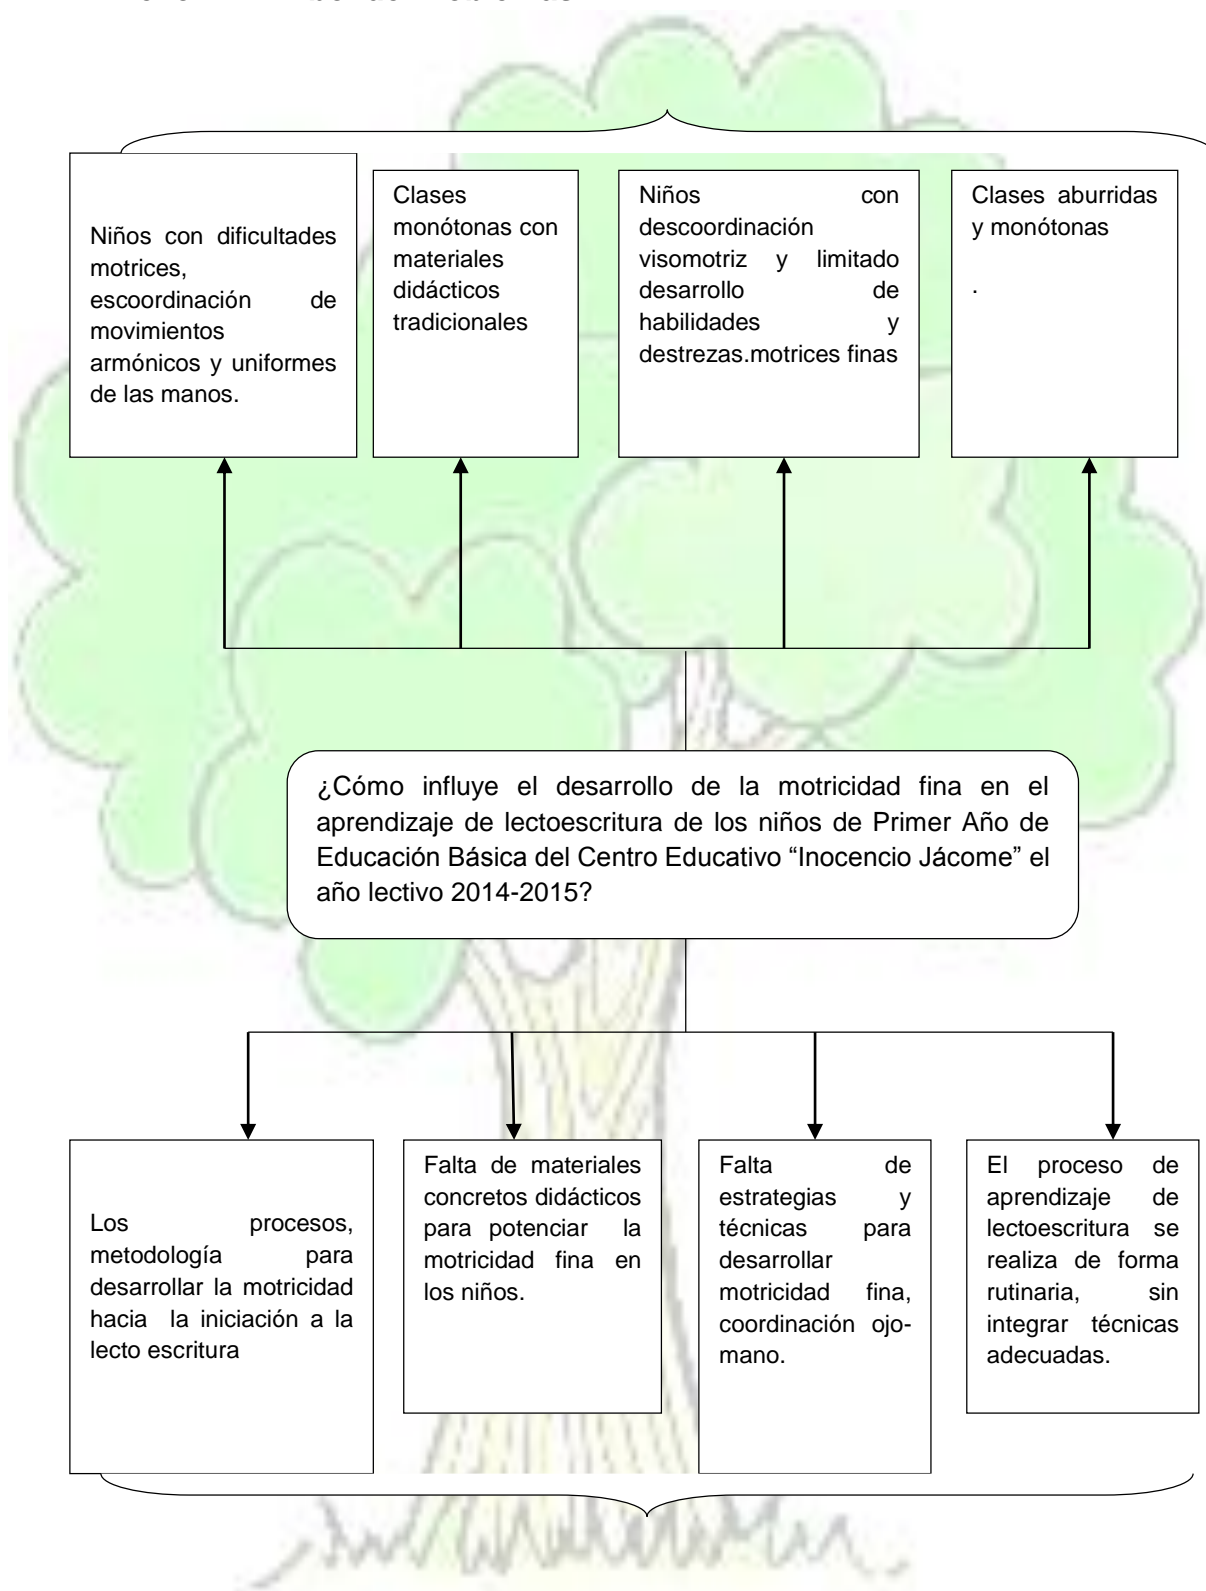 Niños con dificultades
motrices,
escoordinación de
movimientos
armónicos y uniformes
de las manos.
Clases
monótonas con
materiales
didácticos
tradicionales
Niños con
descoordinación
visomotriz y limitado
desarrollo de
habilidades y
destrezas.motrices finas
Clases aburridas
y monótonas
.
¿Cómo influye el desarrollo de la motricidad fina en el
aprendizaje de lectoescritura de los niños de Primer Año de
Educación Básica del Centro Educativo “Inocencio Jácome” el
año lectivo 2014-2015?
Los procesos,
metodología para
desarrollar la motricidad
hacia la iniciación a la
lecto escritura
Falta de materiales
concretos didácticos
para potenciar la
motricidad fina en
los niños.
Falta de
estrategias y
técnicas para
desarrollar
motricidad fina,
coordinación ojo-
mano.
El proceso de
aprendizaje de
lectoescritura se
realiza de forma
rutinaria, sin
integrar técnicas
adecuadas.